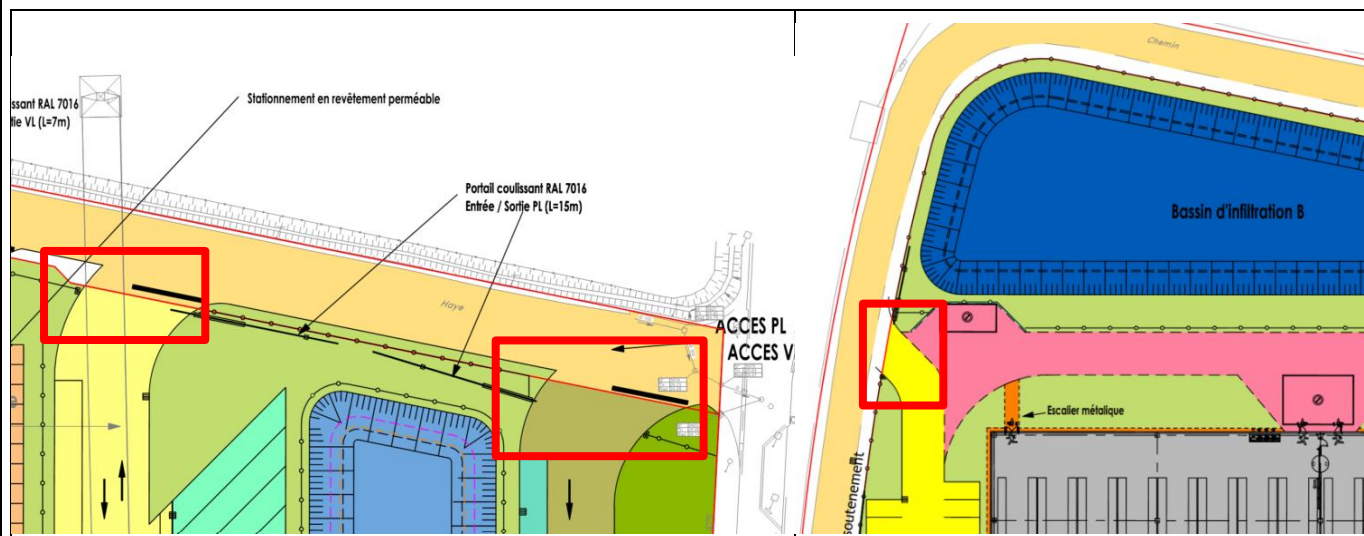 ssant RAL 7016
tie VL (L=7m)
Stationnement en revêtement perméable
Portail coulissant RAL 7016
Entrée / Sortie PL (L=15m)
Haye
ACCES PL
ACCES V
Chemin
Bassin d'infiltration B
Escalier métalique
soutenement